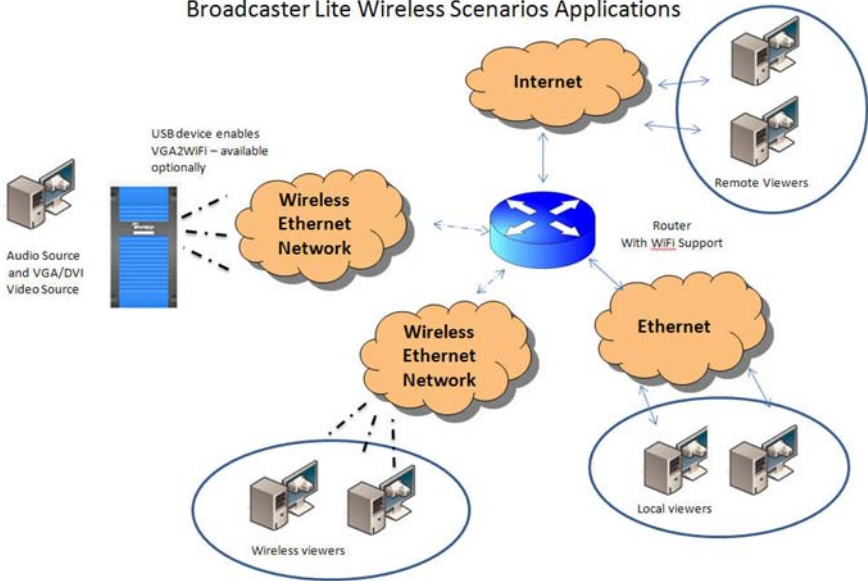 Broadcaster Lite Wireless Scenarios Applications
Internet
Remote Viewers
USB device enables
VGA2WiFi – available
optionally
Wireless
Ethernet
Network
Audio Source
and VGA/DVI
Video Source
Router
With WiFi Support
Wireless
Ethernet
Network
Ethernet
Local viewers
Wireless viewers